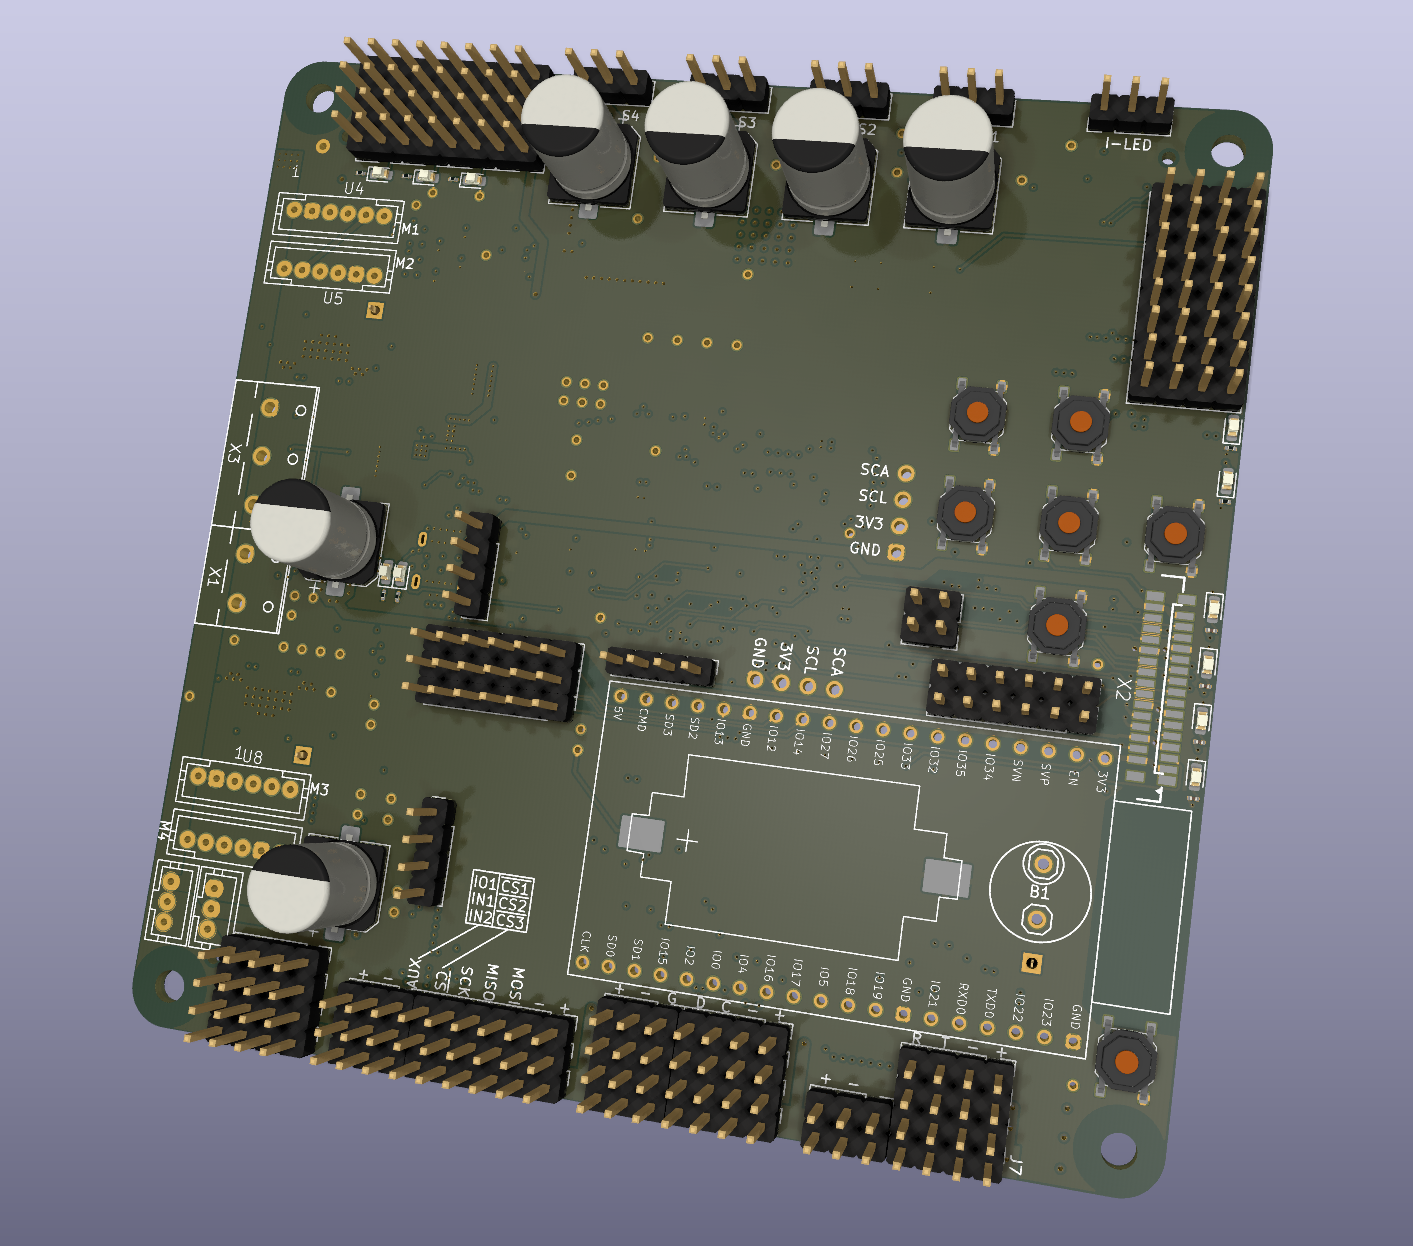 S4
S3
S2
1
I-LED
1
U4
M1
M2
U5
X3
X1
+
SCA
SCL
3V3
GND
GND
3V3
SCL
SCA
X2
5V
CMD
SD3
SD2
IO13
GND
IO12
IO14
IO27
IO26
IO25
IO33
IO32
IO35
IO34
SVN
SVP
EN
3V3
1U8
M3
M4
+
B1
IO1 CS1
IN1 CS2
IN2 CS3
CLK
SD0
SD1
IO15
IO2
IO0
IO4
IO16
IO17
IO5
IO18
IO19
GND
IO21
RXD0
TXD0
IO22
IO23
GND
+ -
AUX
CS
SCK
MISO
MOSI
- +
+ - G D C - +
+ -
R T - +
J7